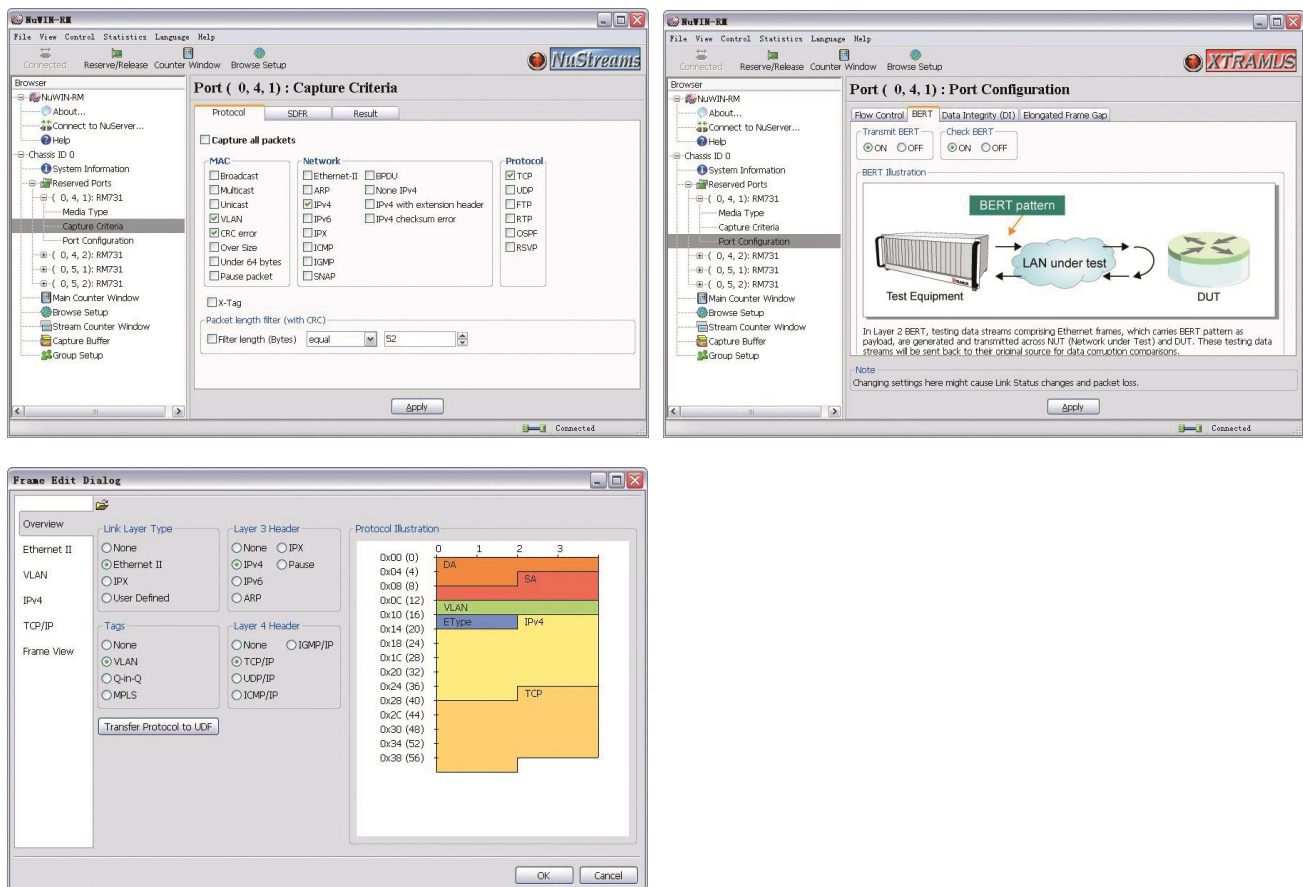 NuWIN-RM
File View Control Statistics Language Help
Connected Reserve/Release Counter Window Browse Setup
NuStreams
Browser
NuWIN-RM
About...
Connect to NuServer...
Help
Chassis ID 0
System Information
Reserved Ports
( 0, 4, 1): RM731
Media Type
Capture Criteria
Port Configuration
( 0, 4, 2): RM731
( 0, 5, 1): RM731
( 0, 5, 2): RM731
Main Counter Window
Browse Setup
Stream Counter Window
Capture Buffer
Group Setup
Port ( 0, 4, 1) : Capture Criteria
Protocol SDFR Result
Capture all packets
MAC
Broadcast
Multicast
Unicast
VLAN
CRC error
Over Size
Under 64 bytes
Pause packet
Network
Ethernet-II BPDU
ARP None IPv4
IPv4 IPv4 with extension header
IPv6 IPv4 checksum error
IPX
ICMP
IGMP
SNAP
Protocol
TCP
UDP
FTP
RTP
OSPF
RSVP
X-Tag
Packet length filter (with CRC)
Filter length (Bytes) equal 52
Apply
Connected
NuWIN-RM
File View Control Statistics Language Help
Connected Reserve/Release Counter Window Browse Setup
XTRAMUS
Browser
NuWIN-RM
About...
Connect to NuServer...
Help
Chassis ID 0
System Information
Reserved Ports
( 0, 4, 1): RM731
Media Type
Capture Criteria
Port Configuration
( 0, 4, 2): RM731
( 0, 5, 1): RM731
( 0, 5, 2): RM731
Main Counter Window
Browse Setup
Stream Counter Window
Capture Buffer
Group Setup
Port ( 0, 4, 1) : Port Configuration
Flow Control BERT Data Integrity (DI) Elongated Frame Gap
Transmit BERT
ON OFF
Check BERT
ON OFF
BERT Illustration
BERT pattern
LAN under test
Test Equipment
DUT
In Layer 2 BERT, testing data streams comprising Ethernet frames, which carries BERT pattern as
payload, are generated and transmitted across NUT (Network under Test) and DUT. These testing data
streams will be sent back to their original source for data corruption comparisons.
Note
Changing settings here might cause Link Status changes and packet loss.
Apply
Connected
Frame Edit Dialog
Overview
Ethernet II
VLAN
IPv4
TCP/IP
Frame View
Link Layer Type
None
Ethernet II
IPX
User Defined
Layer 3 Header
None IPX
IPv4 Pause
IPv6
ARP
Tags
None
VLAN
Q-in-Q
MPLS
Layer 4 Header
None IGMP/IP
TCP/IP
UDP/IP
ICMP/IP
Transfer Protocol to UDF
Protocol Illustration
0 1 2 3
0x00 (0)
0x04 (4)
0x08 (8)
0x0C (12)
0x10 (16)
0x14 (20)
0x18 (24)
0x1C (28)
0x20 (32)
0x24 (36)
0x28 (40)
0x2C (44)
0x30 (48)
0x34 (52)
0x38 (56)
DA
SA
VLAN
EType IPv4
TCP
OK Cancel